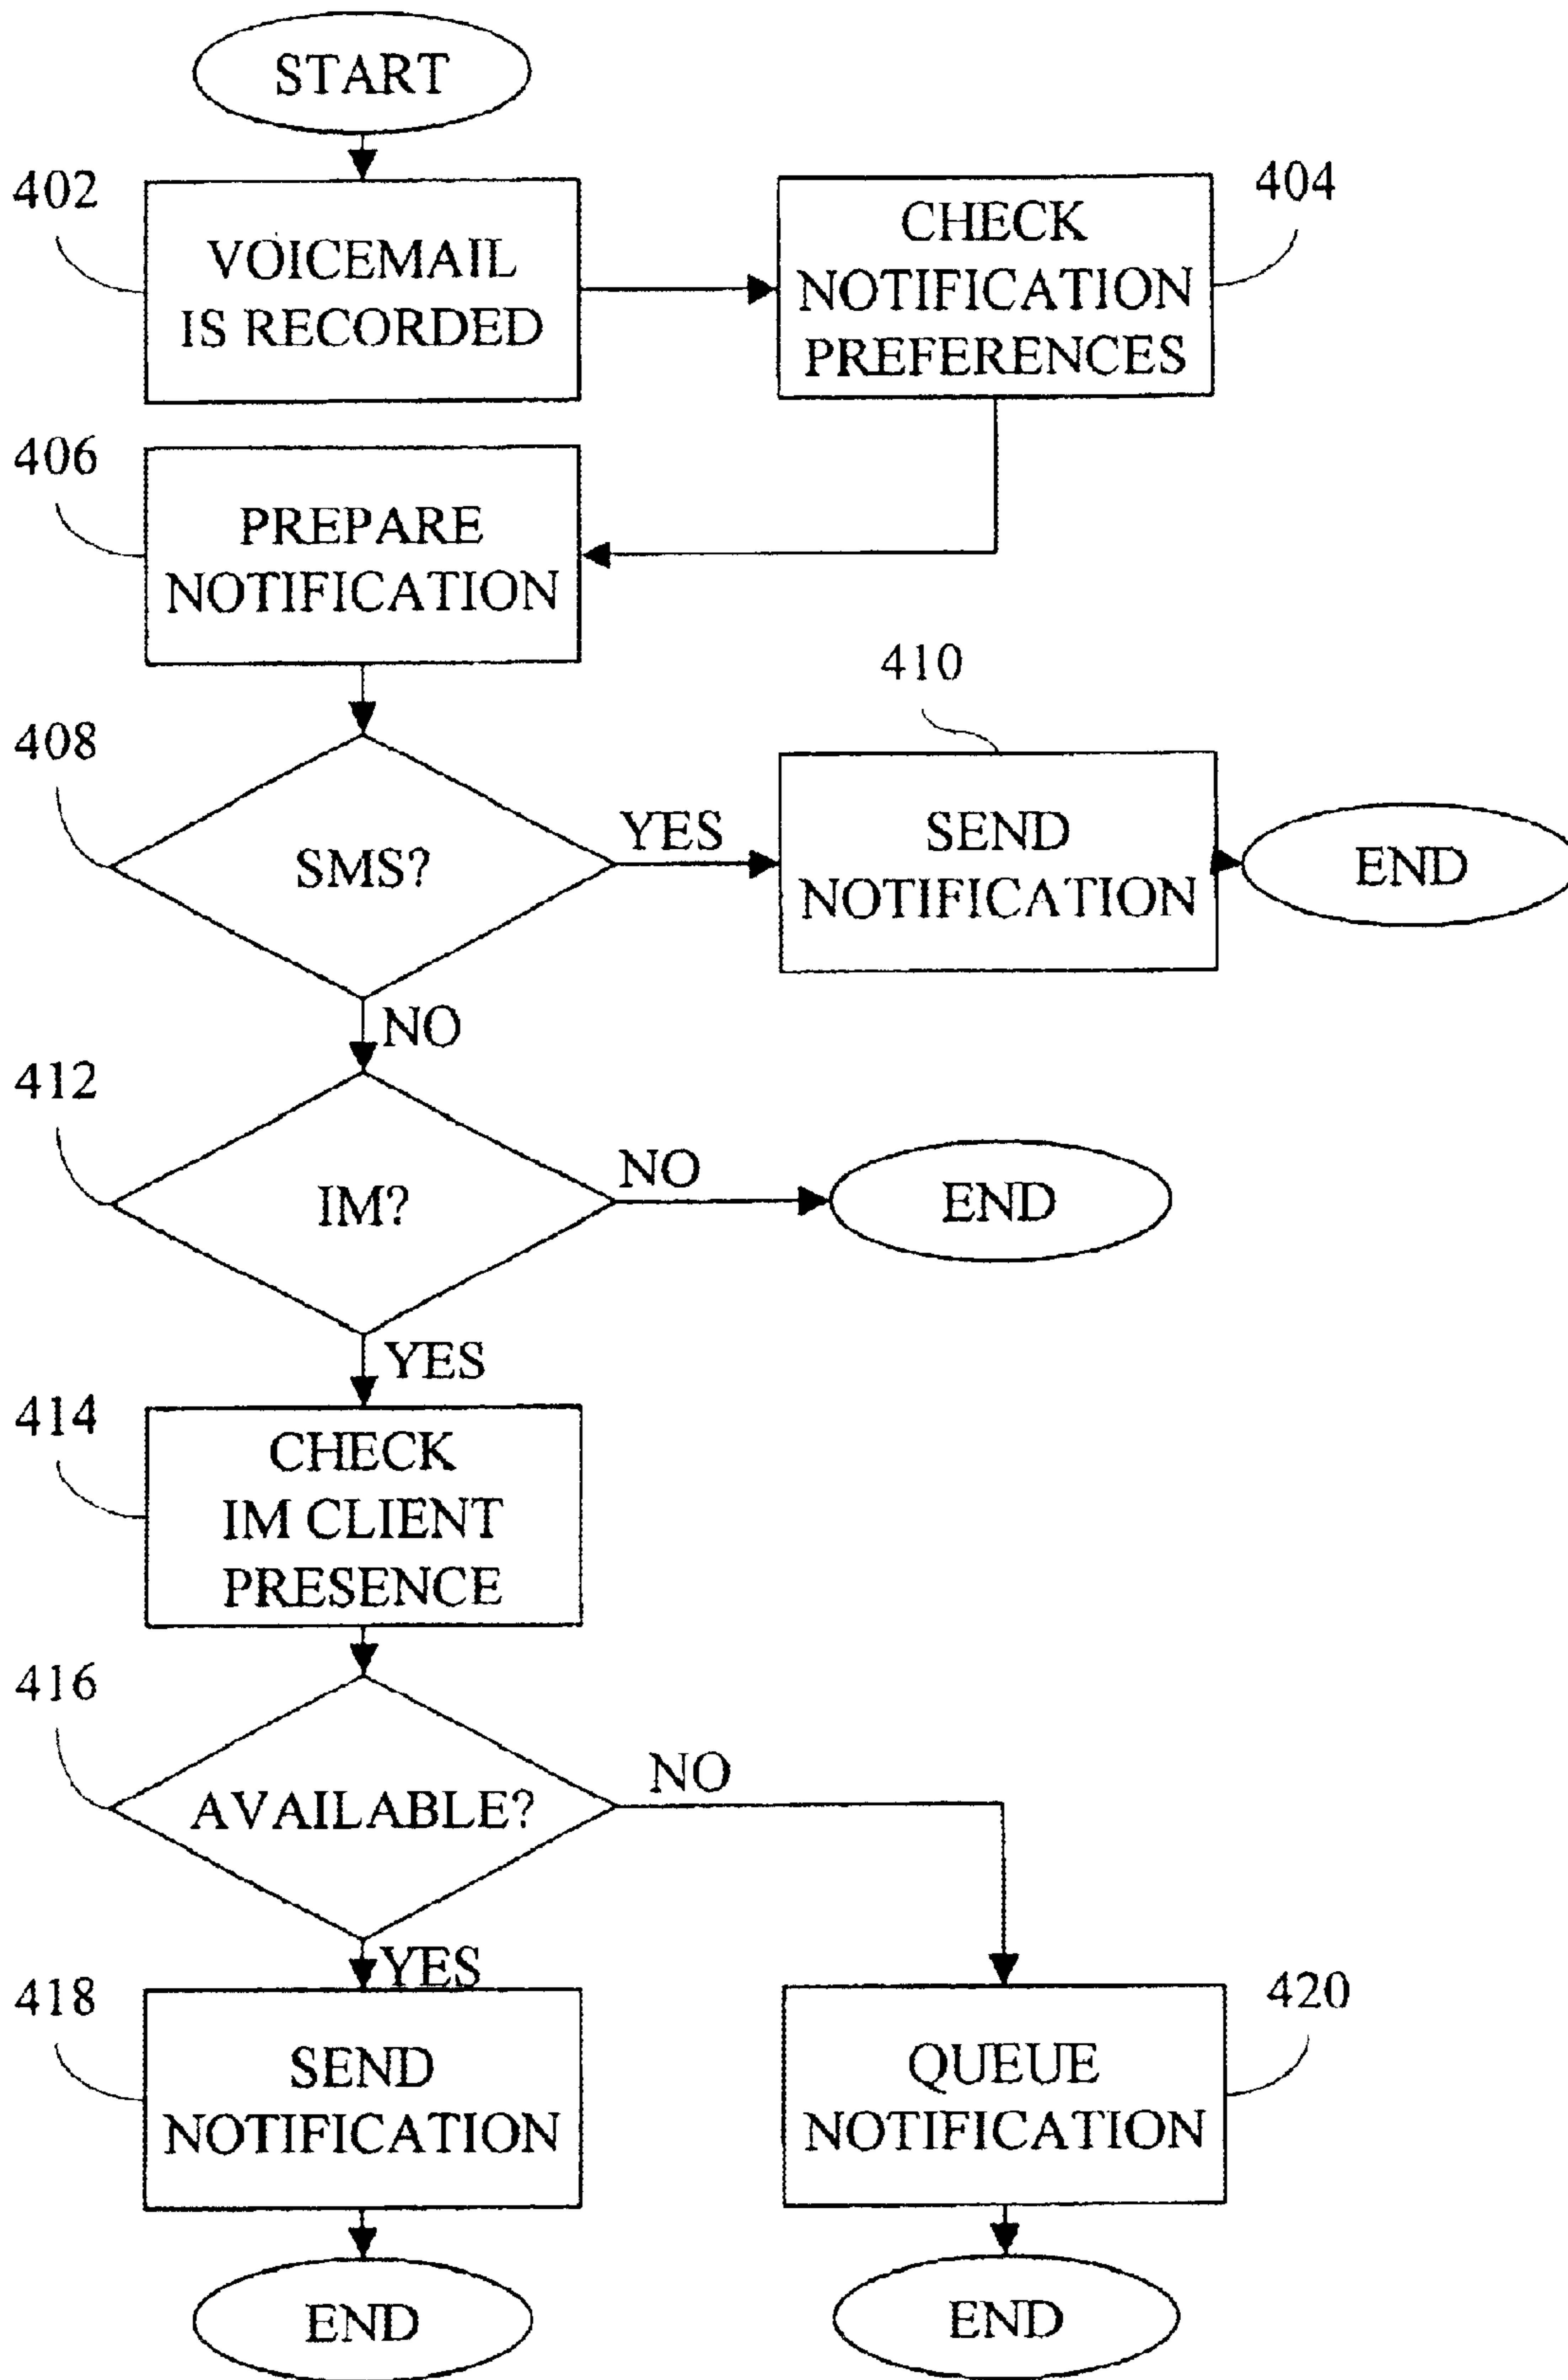 START
402
VOICEMAIL
IS RECORDED
404
CHECK
NOTIFICATION
PREFERENCES
406
PREPARE
NOTIFICATION
408
SMS?
YES
410
SEND
NOTIFICATION
END
NO
412
IM?
NO
END
YES
414
CHECK
IM CLIENT
PRESENCE
416
AVAILABLE?
NO
YES
418
SEND
NOTIFICATION
420
QUEUE
NOTIFICATION
END
END